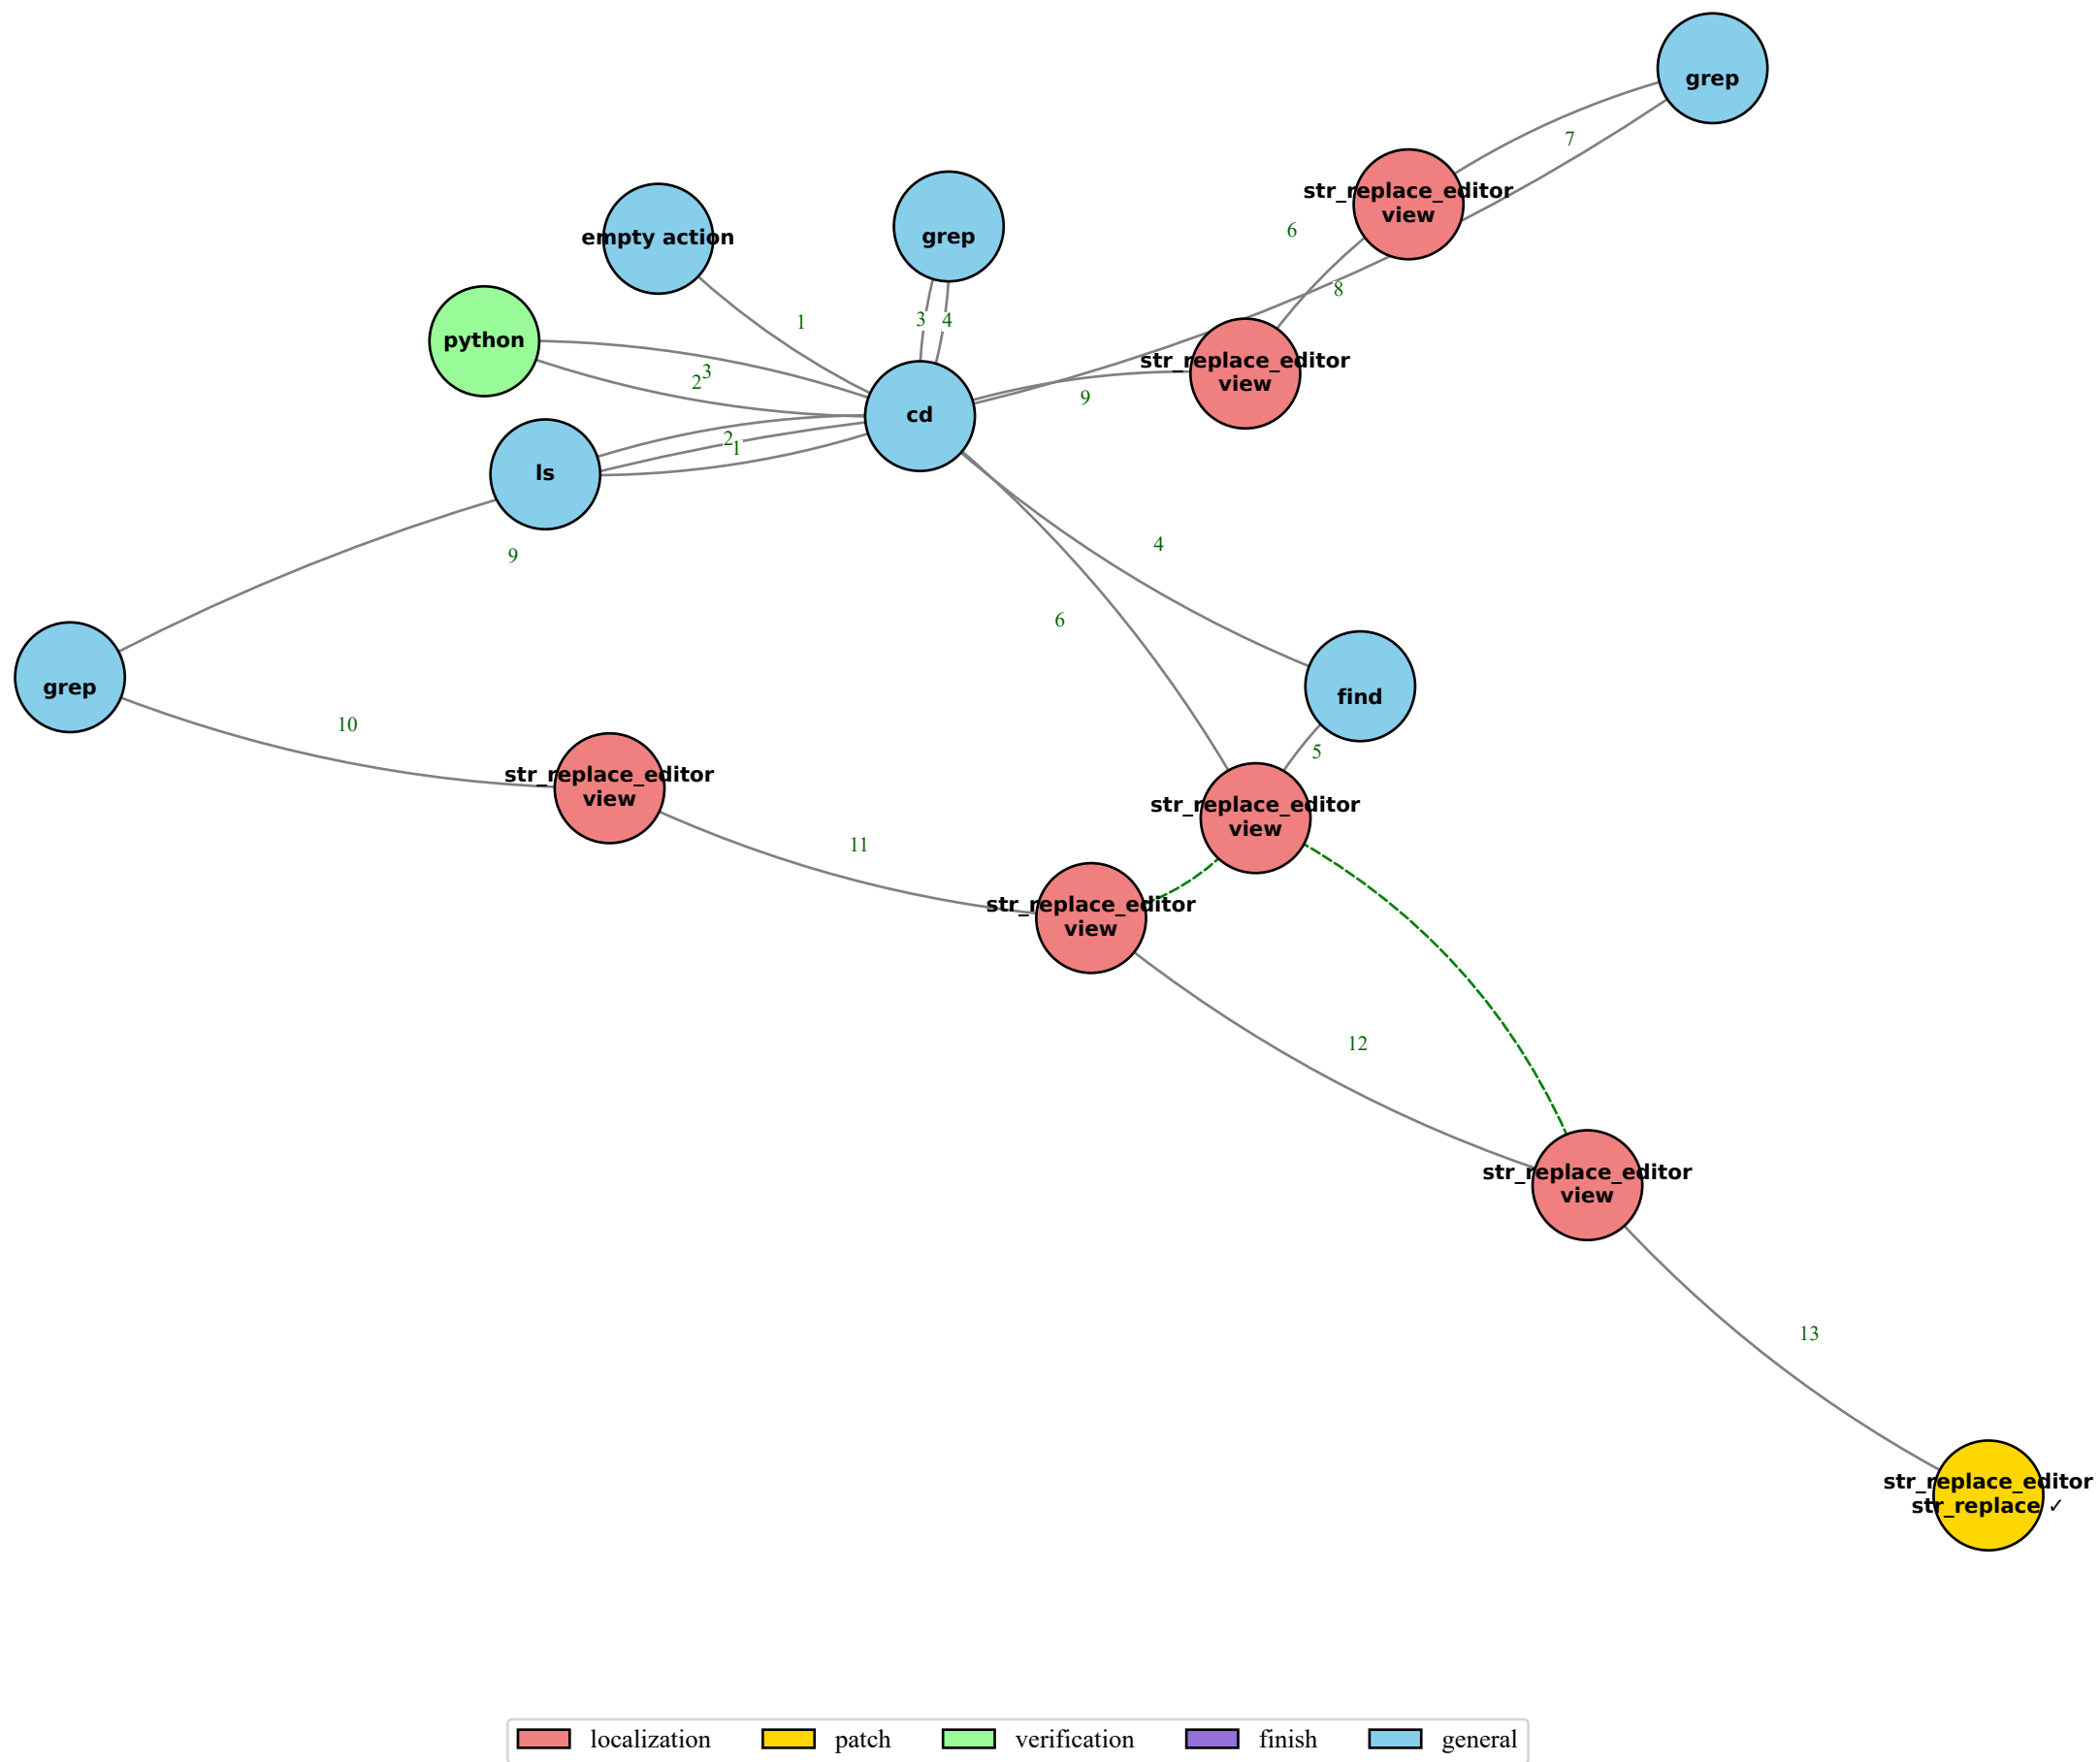 grep
7
str_replace_editor
view
6
8
empty action
grep
1
3
4
python
3
2
str_replace_editor
view
9
cd
2
1
ls
9
4
6
grep
find
10
5
str_replace_editor
view
str_replace_editor
view
11
str_replace_editor
view
12
str_replace_editor
view
13
str_replace_editor
str_replace ✓
localization
patch
verification
finish
general